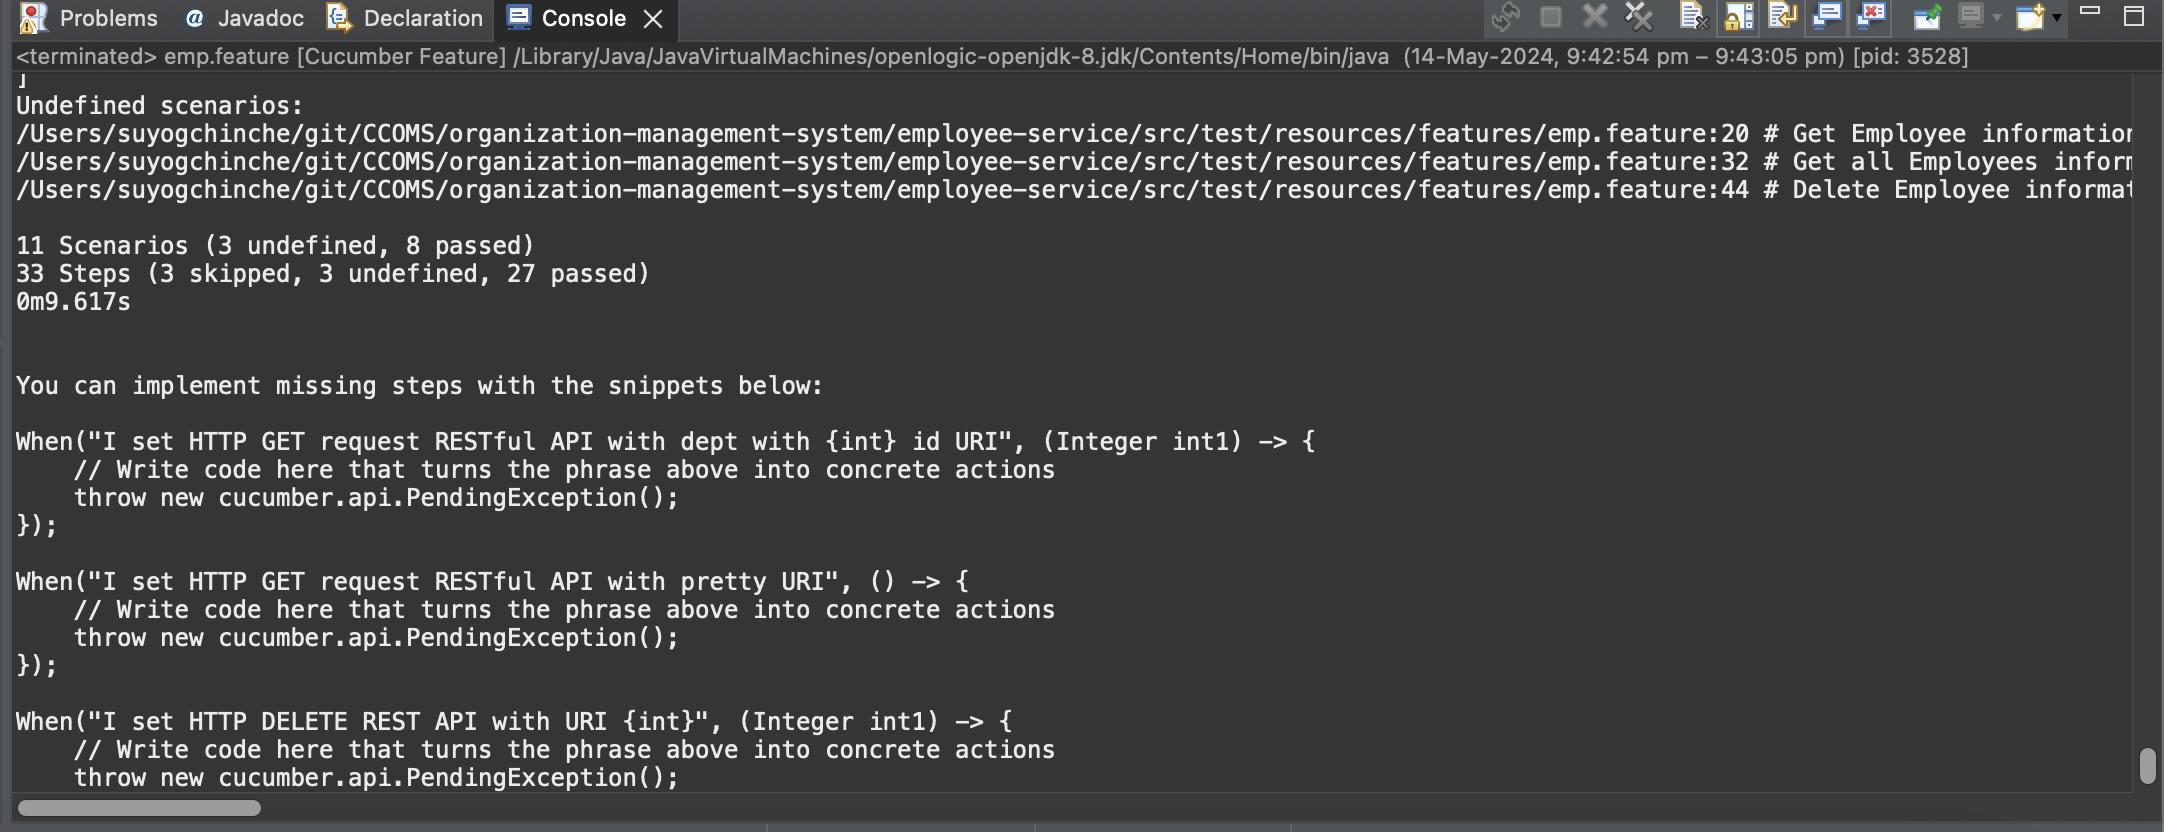 Problems @ Javadoc Declaration Console
<terminated> emp.feature [Cucumber Feature] /Library/Java/JavaVirtualMachines/openlogic-openjdk-8.jdk/Contents/Home/bin/java (14-May-2024, 9:42:54 pm – 9:43:05 pm) [pid: 3528]
]
Undefined scenarios:
/Users/suyogchinche/git/CCOMS/organization-management-system/employee-service/src/test/resources/features/emp.feature:20 # Get Employee information
/Users/suyogchinche/git/CCOMS/organization-management-system/employee-service/src/test/resources/features/emp.feature:32 # Get all Employees inform
/Users/suyogchinche/git/CCOMS/organization-management-system/employee-service/src/test/resources/features/emp.feature:44 # Delete Employee informat
11 Scenarios (3 undefined, 8 passed)
33 Steps (3 skipped, 3 undefined, 27 passed)
0m9.617s
You can implement missing steps with the snippets below:
When("I set HTTP GET request RESTful API with dept with {int} id URI", (Integer int1) -> {
    // Write code here that turns the phrase above into concrete actions
    throw new cucumber.api.PendingException();
});
When("I set HTTP GET request RESTful API with pretty URI", () -> {
    // Write code here that turns the phrase above into concrete actions
    throw new cucumber.api.PendingException();
});
When("I set HTTP DELETE REST API with URI {int}", (Integer int1) -> {
    // Write code here that turns the phrase above into concrete actions
    throw new cucumber.api.PendingException();